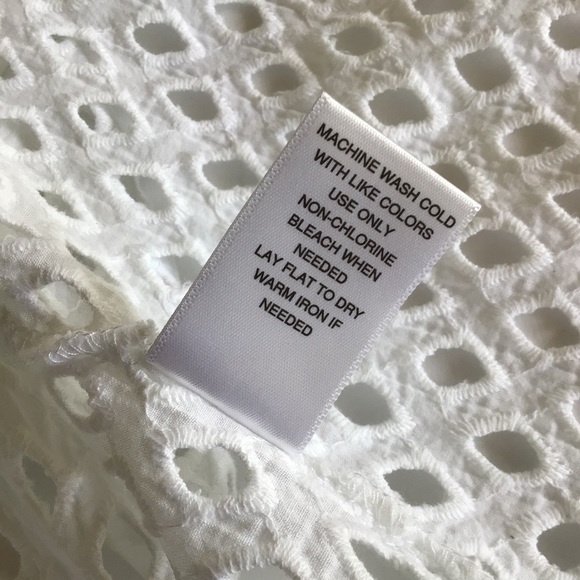 MACHINE WASH COLD
WITH LIKE COLORS
USE ONLY
NON-CHLORINE
BLEACH WHEN
NEEDED
LAY FLAT TO DRY
WARM IRON IF
NEEDED